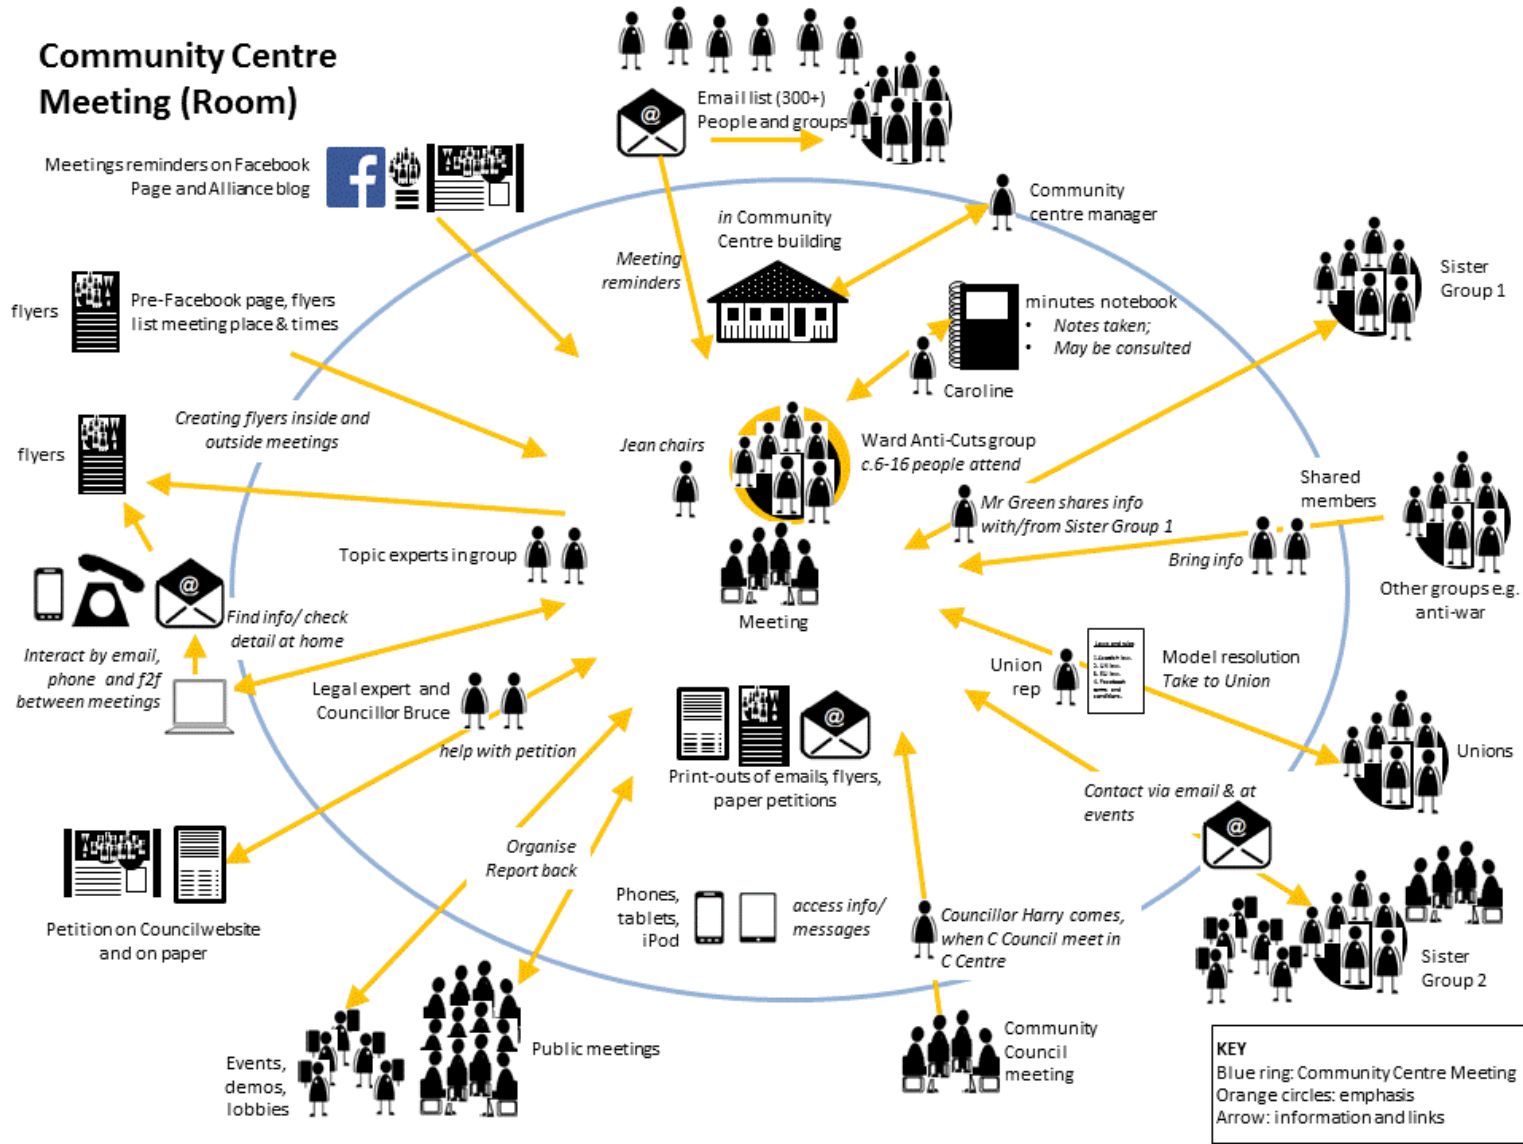 Community Centre
Meeting (Room)
Email list (300+)
People and groups
@
Meetings reminders on Facebook
Page and Alliance blog
f
in Community
Centre building
Community
centre manager
Meeting
reminders
Sister
Group 1
flyers
Pre-Facebook page, flyers
list meeting place & times
minutes notebook
• Notes taken;
• May be consulted
Caroline
Creating flyers inside and
outside meetings
flyers
Jean chairs
Ward Anti-Cuts group
c.6-16 people attend
Shared
members
Mr Green shares info
with/from Sister Group 1
Topic experts in group
Bring info
@
Find info/ check
detail at home
Meeting
Other groups e.g.
anti-war
Interact by email,
phone and f2f
between meetings
Union
rep
Model resolution
Take to Union
Legal expert and
Councillor Bruce
help with petition
@
Unions
Print-outs of emails, flyers,
paper petitions
Contact via email & at
events
@
Organise
Report back
Petition on Council website
and on paper
Phones,
tablets,
iPod
access info/
messages
Councillor Harry comes,
when C Council meet in
C Centre
Sister
Group 2
Public meetings
Events,
demos,
lobbies
Community
Council
meeting
KEY
Blue ring: Community Centre Meeting
Orange circles: emphasis
Arrow: information and links